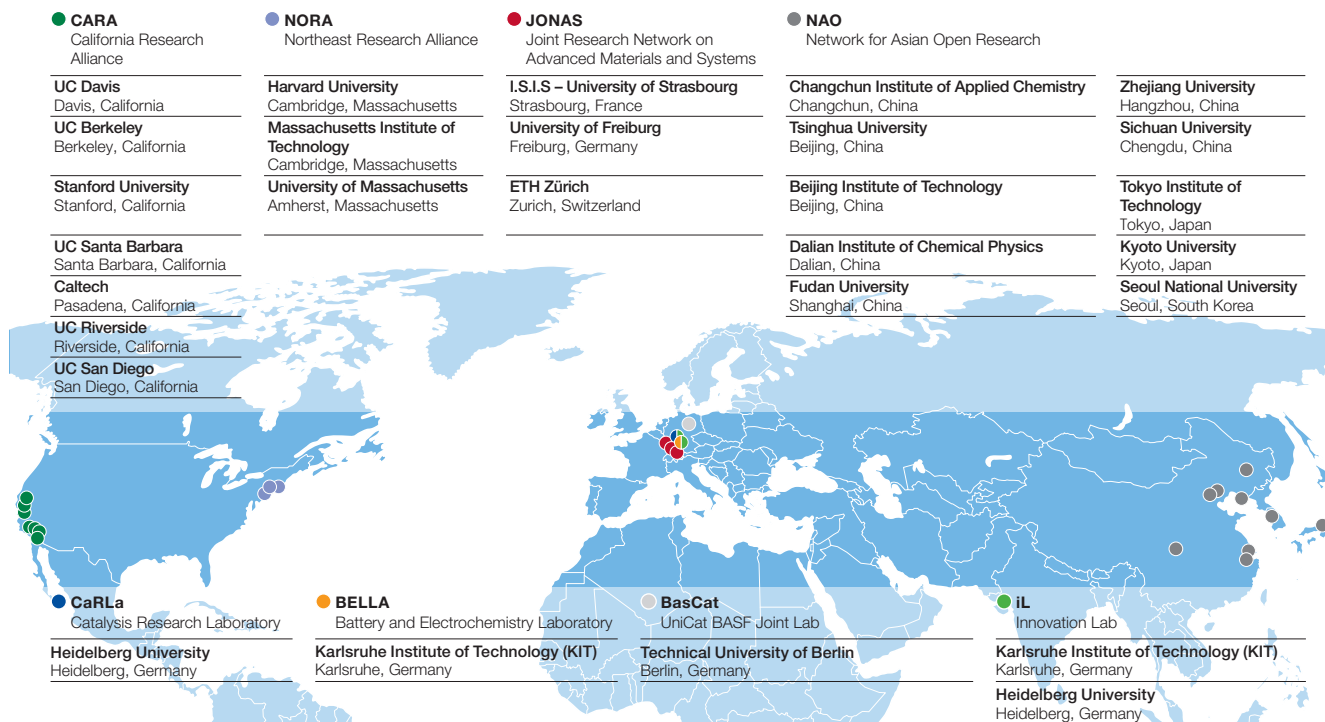 CARA
California Research
Alliance
UC Davis
Davis, California
UC Berkeley
Berkeley, California
Stanford University
Stanford, California
UC Santa Barbara
Santa Barbara, California
Caltech
Pasadena, California
UC Riverside
Riverside, California
UC San Diego
San Diego, California
NORA
Northeast Research Alliance
Harvard University
Cambridge, Massachusetts
Massachusetts Institute of
Technology
Cambridge, Massachusetts
University of Massachusetts
Amherst, Massachusetts
JONAS
Joint Research Network on
Advanced Materials and Systems
I.S.I.S – University of Strasbourg
Strasbourg, France
University of Freiburg
Freiburg, Germany
ETH Zürich
Zurich, Switzerland
NAO
Network for Asian Open Research
Changchun Institute of Applied Chemistry
Changchun, China
Tsinghua University
Beijing, China
Beijing Institute of Technology
Beijing, China
Dalian Institute of Chemical Physics
Dalian, China
Fudan University
Shanghai, China
Zhejiang University
Hangzhou, China
Sichuan University
Chengdu, China
Tokyo Institute of
Technology
Tokyo, Japan
Kyoto University
Kyoto, Japan
Seoul National University
Seoul, South Korea
CaRLa
Catalysis Research Laboratory
Heidelberg University
Heidelberg, Germany
BELLA
Battery and Electrochemistry Laboratory
Karlsruhe Institute of Technology (KIT)
Karlsruhe, Germany
BasCat
UniCat BASF Joint Lab
Technical University of Berlin
Berlin, Germany
iL
Innovation Lab
Karlsruhe Institute of Technology (KIT)
Karlsruhe, Germany
Heidelberg University
Heidelberg, Germany